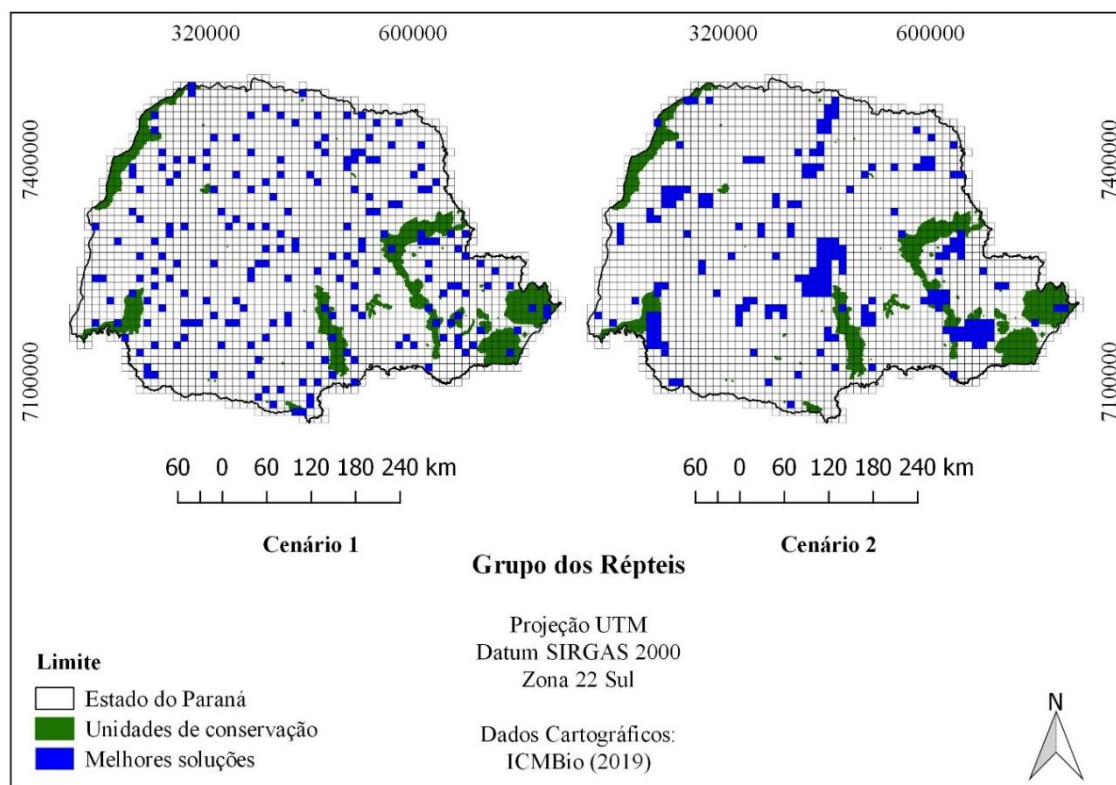 320000 600000 320000 600000
7400000 7400000
7100000 7100000
60 0 60 120 180 240 km 60 0 60 120 180 240 km
Cenário 1 Cenário 2
Grupo dos Répteis
Projeção UTM
Datum SIRGAS 2000
Zona 22 Sul
Dados Cartográficos:
ICMBio (2019)
Limite
Estado do Paraná
Unidades de conservação
Melhores soluções
N